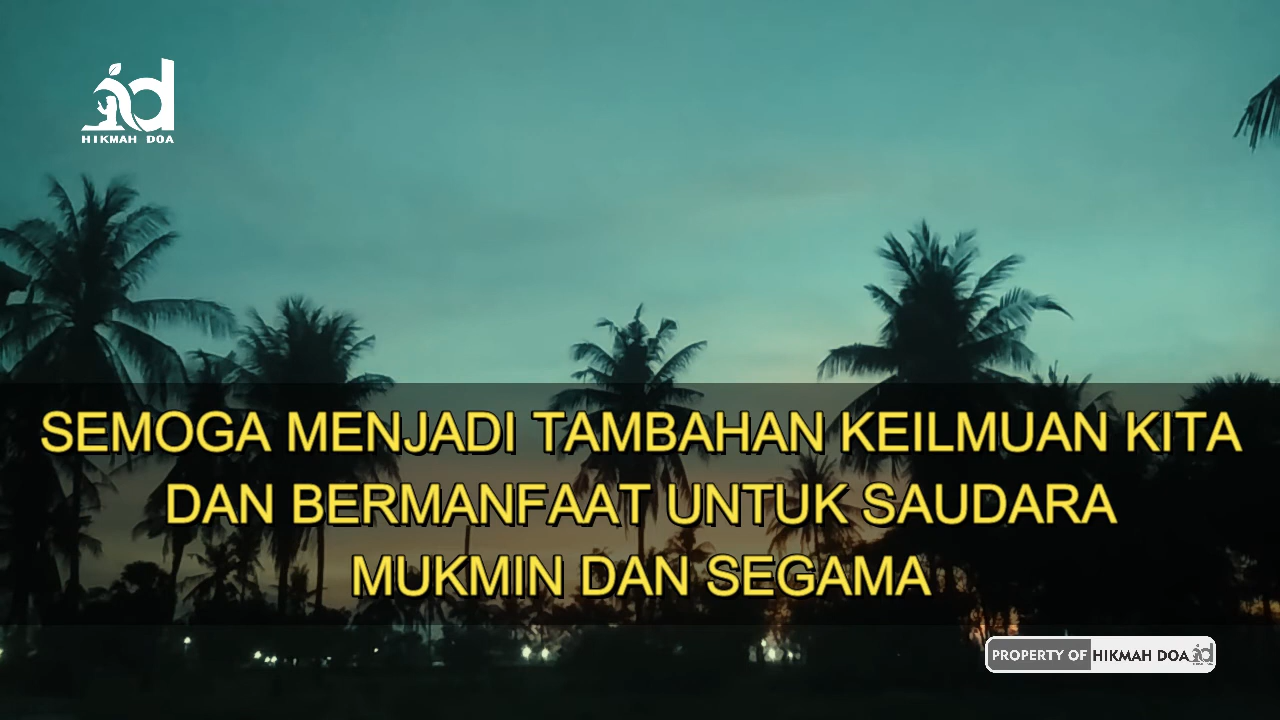 HIKMAH DOA
SEMOGA MENJADI TAMBAHAN KEILMUAN KITA
DAN BERMANFAAT UNTUK SAUDARA
MUKMIN DAN SEGAMA
PROPERTY OF HIKMAH DOA